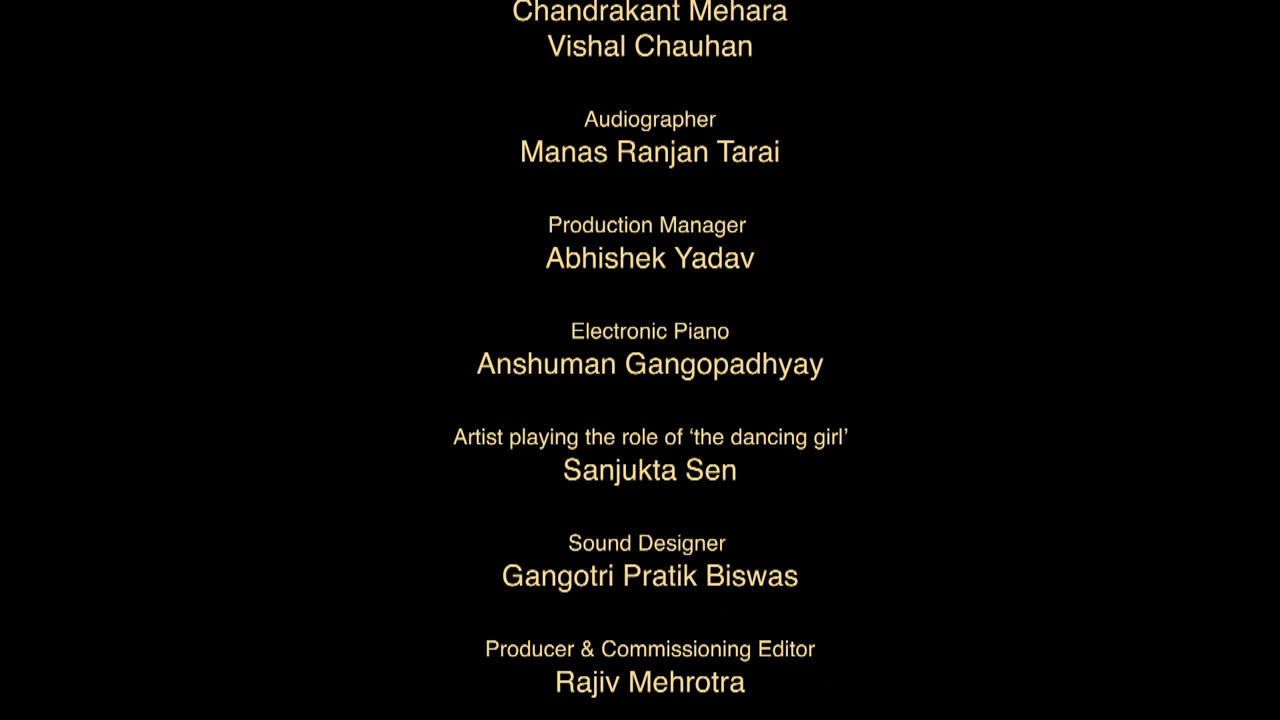 Chandrakant Mehara
Vishal Chauhan
Audiographer
Manas Ranjan Tarai
Production Manager
Abhishek Yadav
Electronic Piano
Anshuman Gangopadhyay
Artist playing the role of ‘the dancing girl’
Sanjukta Sen
Sound Designer
Gangotri Pratik Biswas
Producer & Commissioning Editor
Rajiv Mehrotra